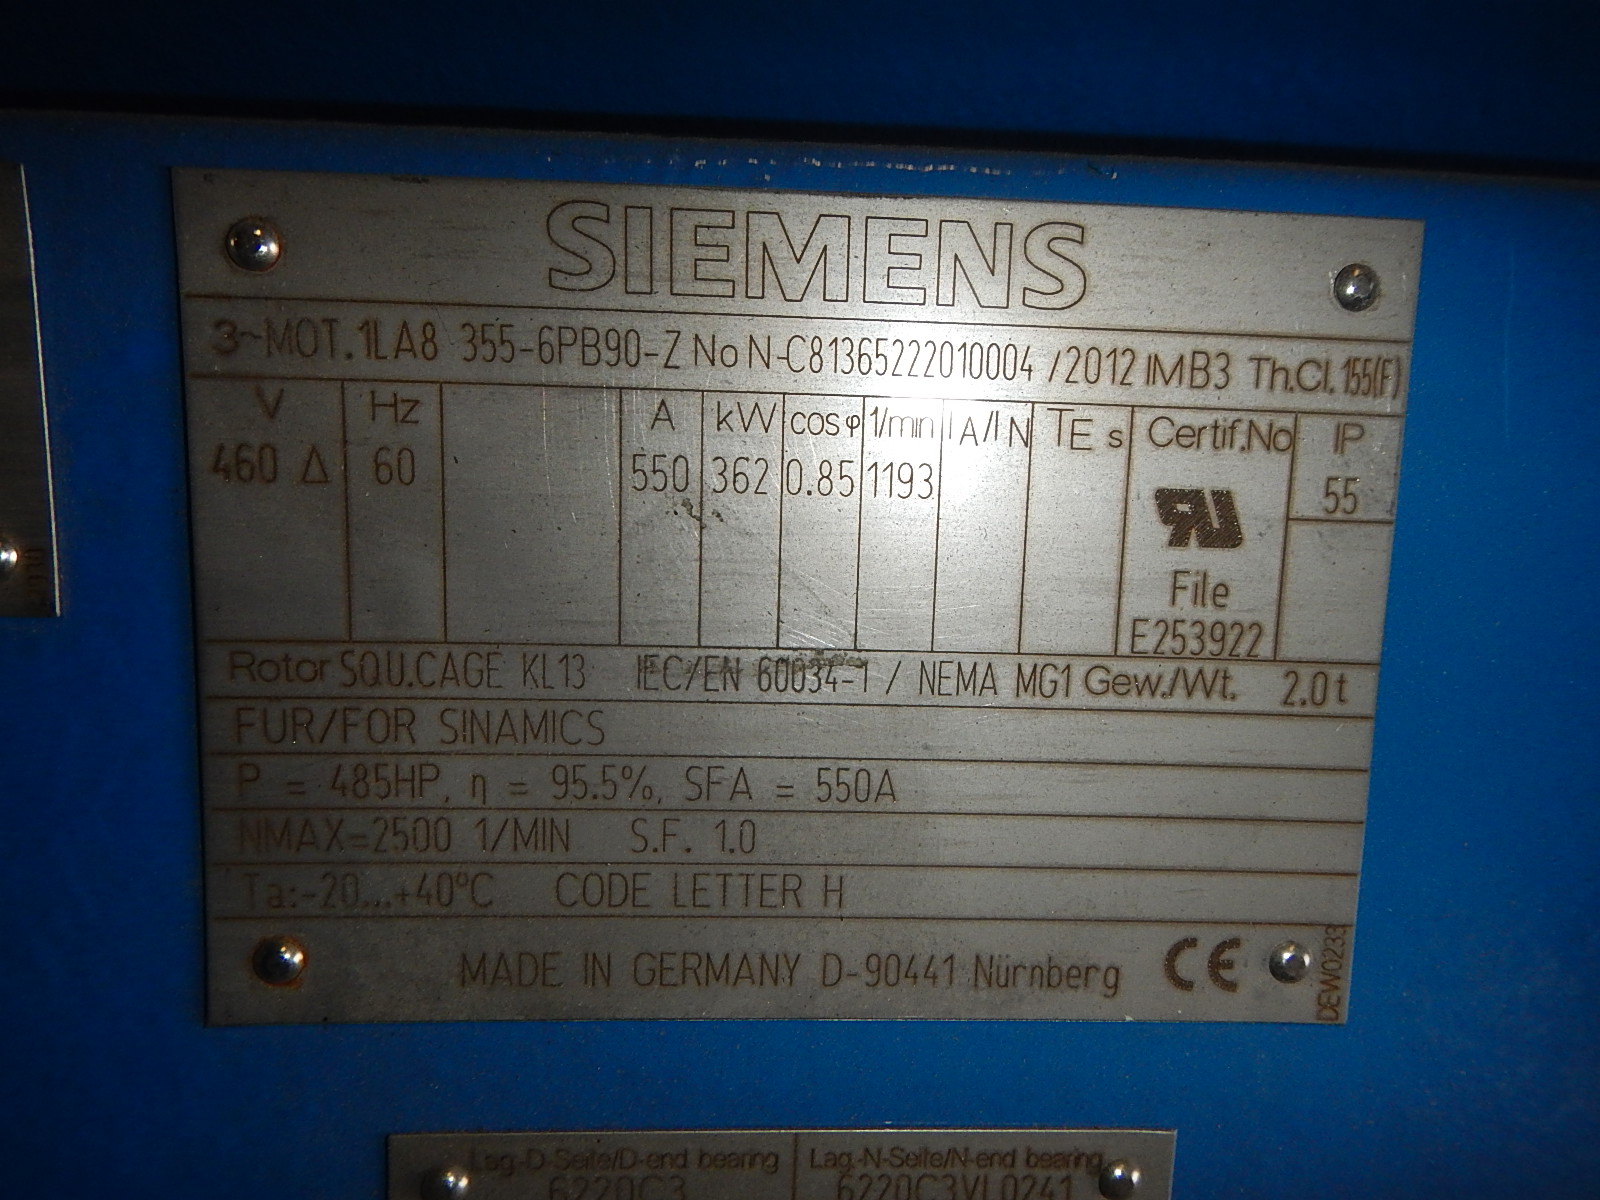 SIEMENS
3~MOT. 1LA8 355-6PB90-Z No N-C81365222010004 /2012 IMB3 Th.Cl. 155(F)
V Hz A kW cosφ 1/min IA/IN TE s Certif.No IP
460 Δ 60 550 362 0.85 1193 55
File
E253922
Rotor SQU.CAGE KL13 IEC/EN 60034-1 / NEMA MG1 Gew./Wt. 2.0 t
FUR/FOR SINAMICS
P = 485HP, η = 95.5%, SFA = 550A
NMAX=2500 1/MIN S.F. 1.0
Ta:-20...+40°C CODE LETTER H
MADE IN GERMANY D-90441 Nürnberg CE
DEWO233
Lag.-D-Seite/D-end bearing Lag.-N-Seite/N-end bearing
6220C3 6220C3VL0241